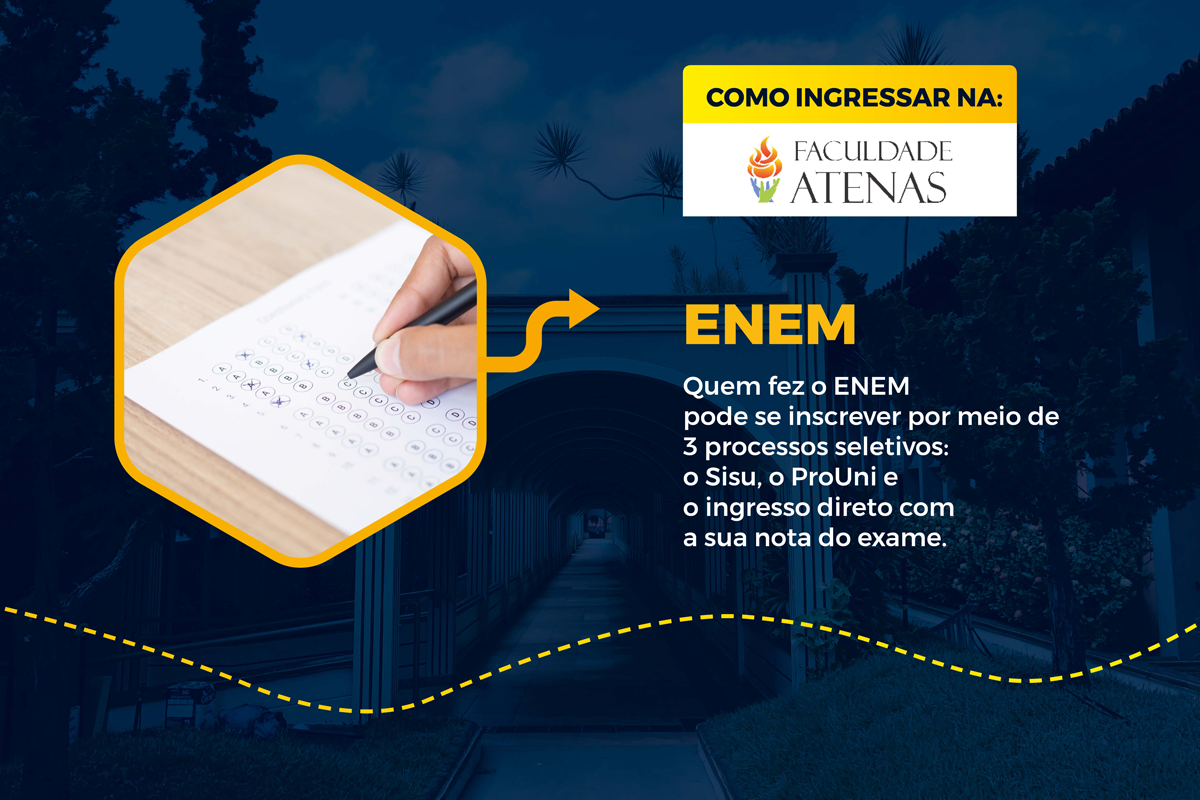 COMO INGRESSAR NA:
FACULDADE
ATENAS
ENEM
Quem fez o ENEM
pode se inscrever por meio de
3 processos seletivos:
o Sisu, o ProUni e
o ingresso direto com
a sua nota do exame.